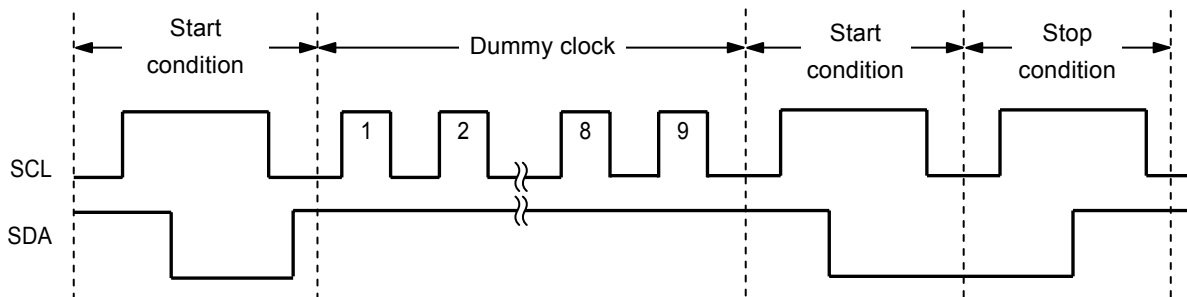 Start
condition
Dummy clock
Start
condition
Stop
condition
1
2
8
9
SCL
SDA